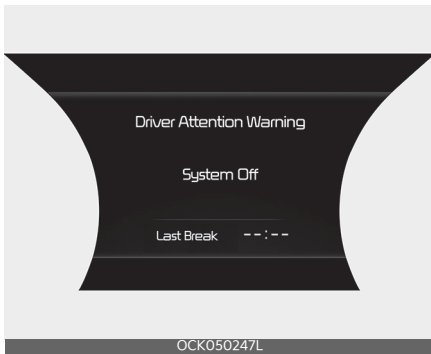 Driver Attention Warning
System Off
Last Break --:--
OCK050247L